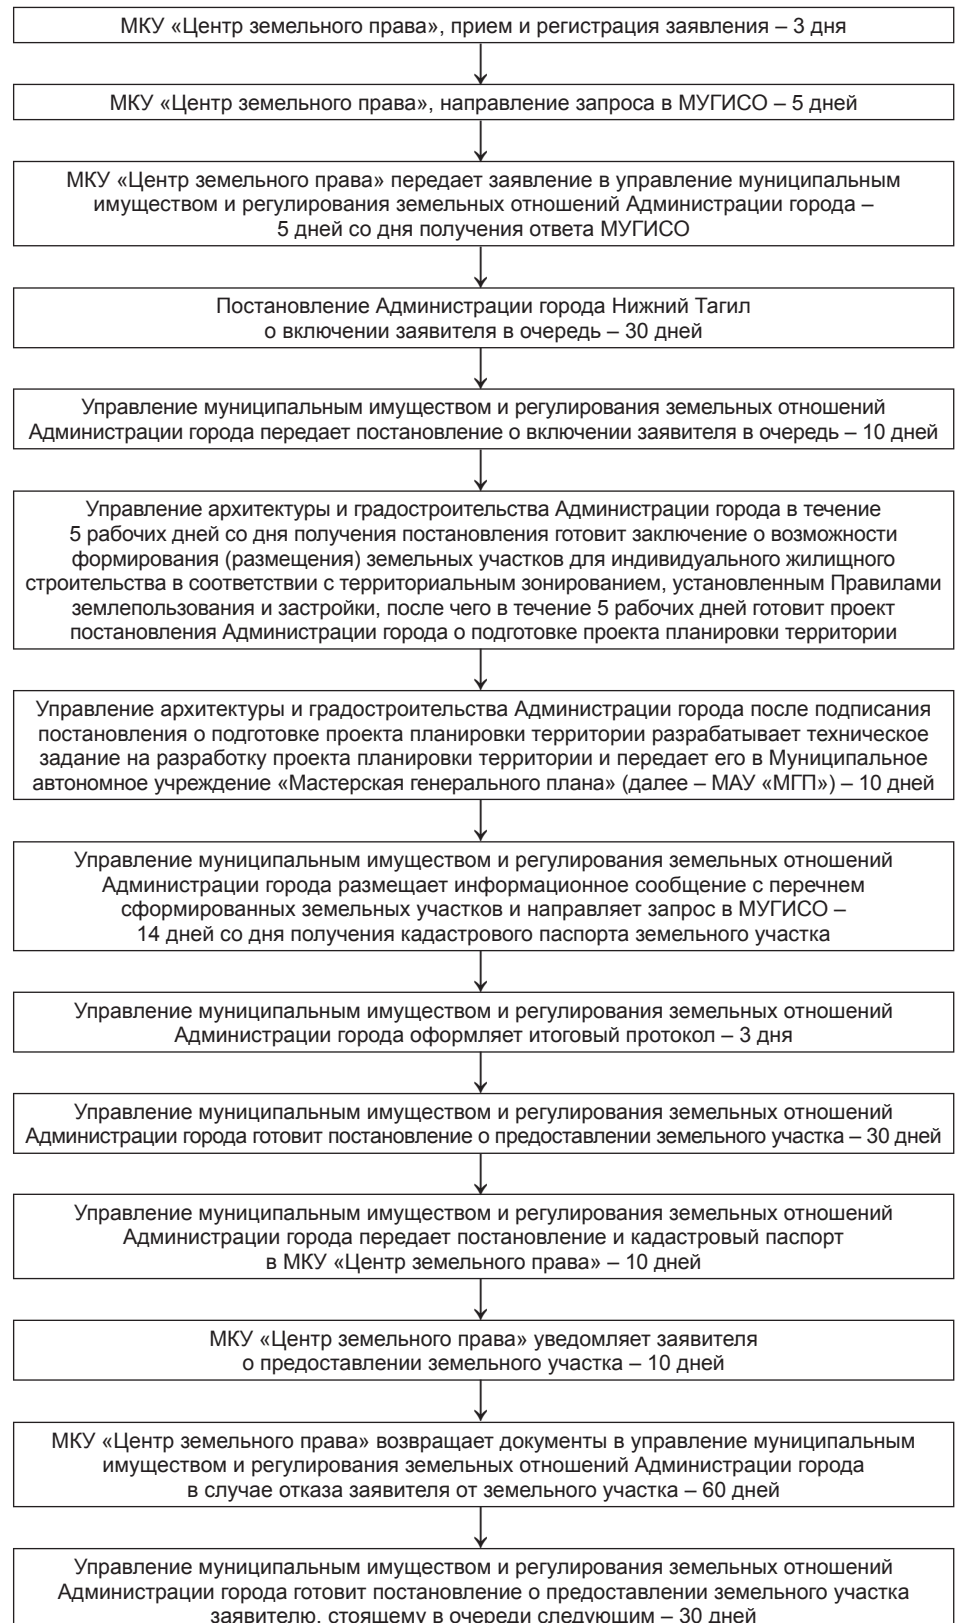 МКУ «Центр земельного права», прием и регистрация заявления – 3 дня
МКУ «Центр земельного права», направление запроса в МУГИСО – 5 дней
МКУ «Центр земельного права» передает заявление в управление муниципальным
имуществом и регулирования земельных отношений Администрации города –
5 дней со дня получения ответа МУГИСО
Постановление Администрации города Нижний Тагил
о включении заявителя в очередь – 30 дней
Управление муниципальным имуществом и регулирования земельных отношений
Администрации города передает постановление о включении заявителя в очередь – 10 дней
Управление архитектуры и градостроительства Администрации города в течение
5 рабочих дней со дня получения постановления готовит заключение о возможности
формирования (размещения) земельных участков для индивидуального жилищного
строительства в соответствии с территориальным зонированием, установленным Правилами
землепользования и застройки, после чего в течение 5 рабочих дней готовит проект
постановления Администрации города о подготовке проекта планировки территории
Управление архитектуры и градостроительства Администрации города после подписания
постановления о подготовке проекта планировки территории разрабатывает техническое
задание на разработку проекта планировки территории и передает его в Муниципальное
автономное учреждение «Мастерская генерального плана» (далее – МАУ «МГП») – 10 дней
Управление муниципальным имуществом и регулирования земельных отношений
Администрации города размещает информационное сообщение с перечнем
сформированных земельных участков и направляет запрос в МУГИСО –
14 дней со дня получения кадастрового паспорта земельного участка
Управление муниципальным имуществом и регулирования земельных отношений
Администрации города оформляет итоговый протокол – 3 дня
Управление муниципальным имуществом и регулирования земельных отношений
Администрации города готовит постановление о предоставлении земельного участка – 30 дней
Управление муниципальным имуществом и регулирования земельных отношений
Администрации города передает постановление и кадастровый паспорт
в МКУ «Центр земельного права» – 10 дней
МКУ «Центр земельного права» уведомляет заявителя
о предоставлении земельного участка – 10 дней
МКУ «Центр земельного права» возвращает документы в управление муниципальным
имуществом и регулирования земельных отношений Администрации города
в случае отказа заявителя от земельного участка – 60 дней
Управление муниципальным имуществом и регулирования земельных отношений
Администрации города готовит постановление о предоставлении земельного участка
заявителю, стоящему в очереди следующим – 30 дней